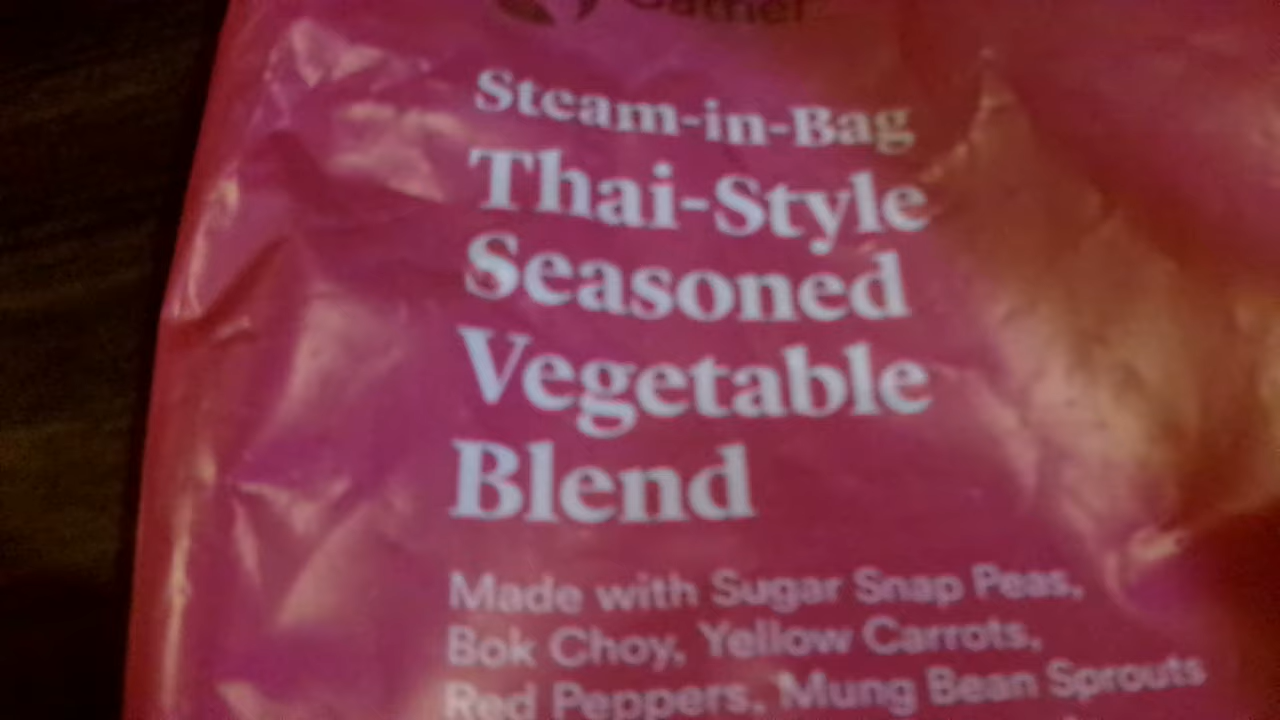 Gather
Steam-in-Bag
Thai-Style
Seasoned
Vegetable
Blend
Made with Sugar Snap Peas,
Bok Choy, Yellow Carrots,
Red Peppers, Mung Bean Sprouts